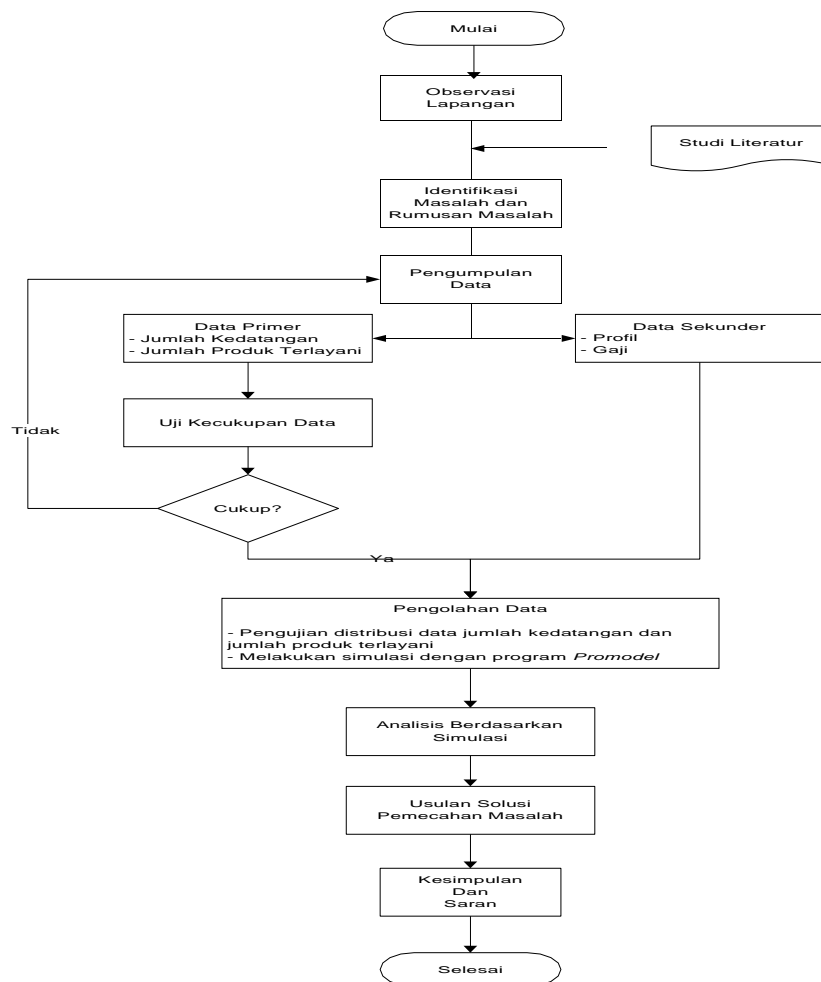 Mulai
Observasi
Lapangan
Studi Literatur
Identifikasi
Masalah dan
Rumusan Masalah
Pengumpulan
Data
Data Primer
- Jumlah Kedatangan
- Jumlah Produk Terlayani
Data Sekunder
- Profil
- Gaji
Uji Kecukupan Data
Tidak
Cukup?
Ya
Pengolahan Data
- Pengujian distribusi data jumlah kedatangan dan
jumlah produk terlayani
- Melakukan simulasi dengan program Promodel
Analisis Berdasarkan
Simulasi
Usulan Solusi
Pemecahan Masalah
Kesimpulan
Dan
Saran
Selesai